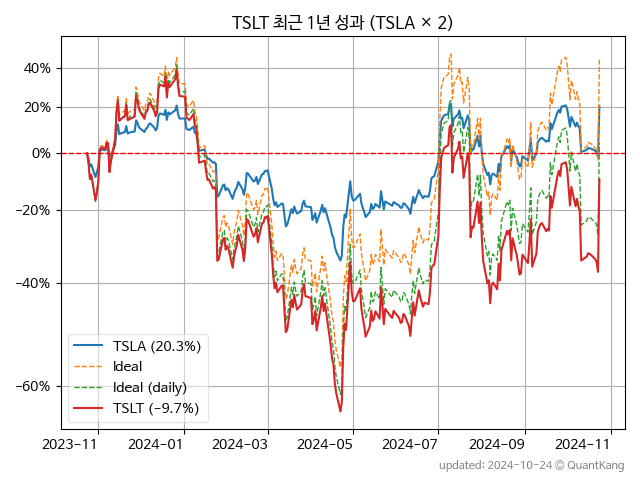 TSLT 최근 1년 성과 (TSLA × 2)
40%
20%
0%
−20%
−40%
−60%
TSLA (20.3%)
Ideal
Ideal (daily)
TSLT (−9.7%)
2023-11
2024-01
2024-03
2024-05
2024-07
2024-09
2024-11
updated: 2024-10-24 © QuantKang